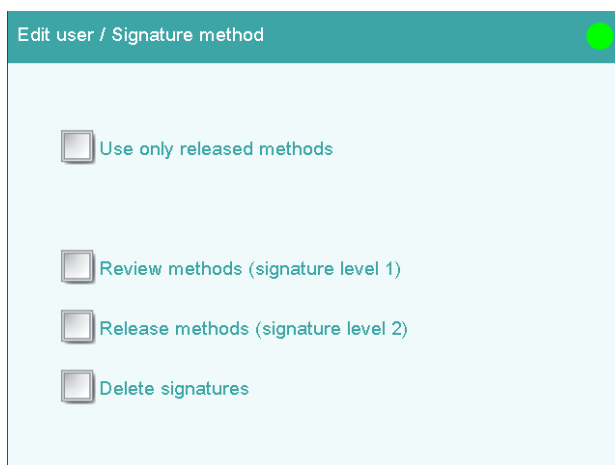 Edit user / Signature method
Use only released methods
Review methods (signature level 1)
Release methods (signature level 2)
Delete signatures